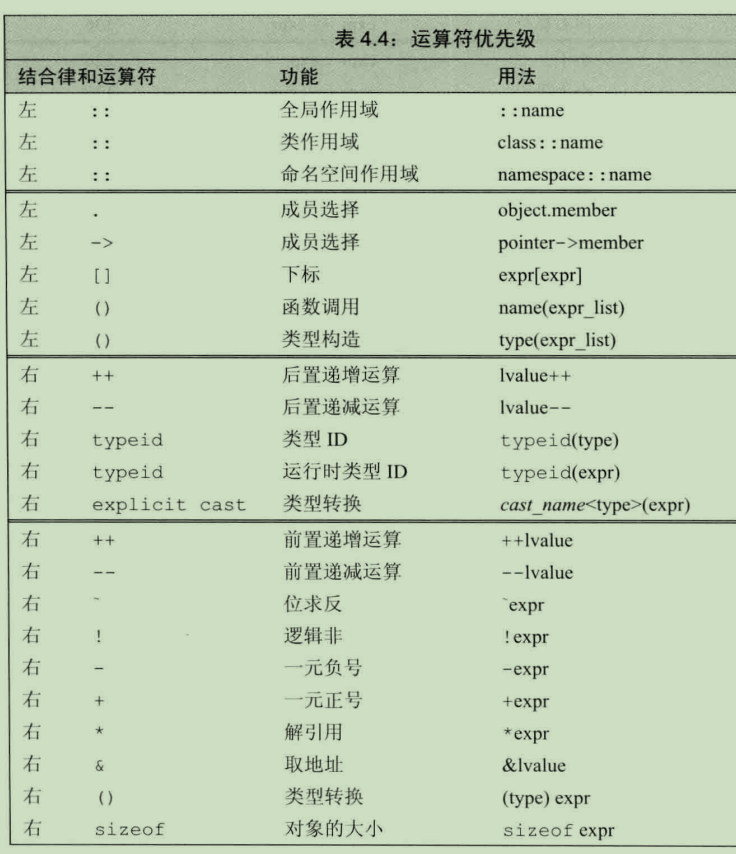 表 4.4：运算符优先级
结合律和运算符 功能 用法
左 :: 全局作用域 ::name
左 :: 类作用域 class::name
左 :: 命名空间作用域 namespace::name
左 . 成员选择 object.member
左 -> 成员选择 pointer->member
左 [] 下标 expr[expr]
左 () 函数调用 name(expr_list)
左 () 类型构造 type(expr_list)
右 ++ 后置递增运算 lvalue++
右 -- 后置递减运算 lvalue--
右 typeid 类型 ID typeid(type)
右 typeid 运行时类型 ID typeid(expr)
右 explicit cast 类型转换 cast_name<type>(expr)
右 ++ 前置递增运算 ++lvalue
右 -- 前置递减运算 --lvalue
右 ~ 位求反 ~expr
右 ! 逻辑非 !expr
右 - 一元负号 -expr
右 + 一元正号 +expr
右 * 解引用 *expr
右 & 取地址 &lvalue
右 () 类型转换 (type) expr
右 sizeof 对象的大小 sizeof expr